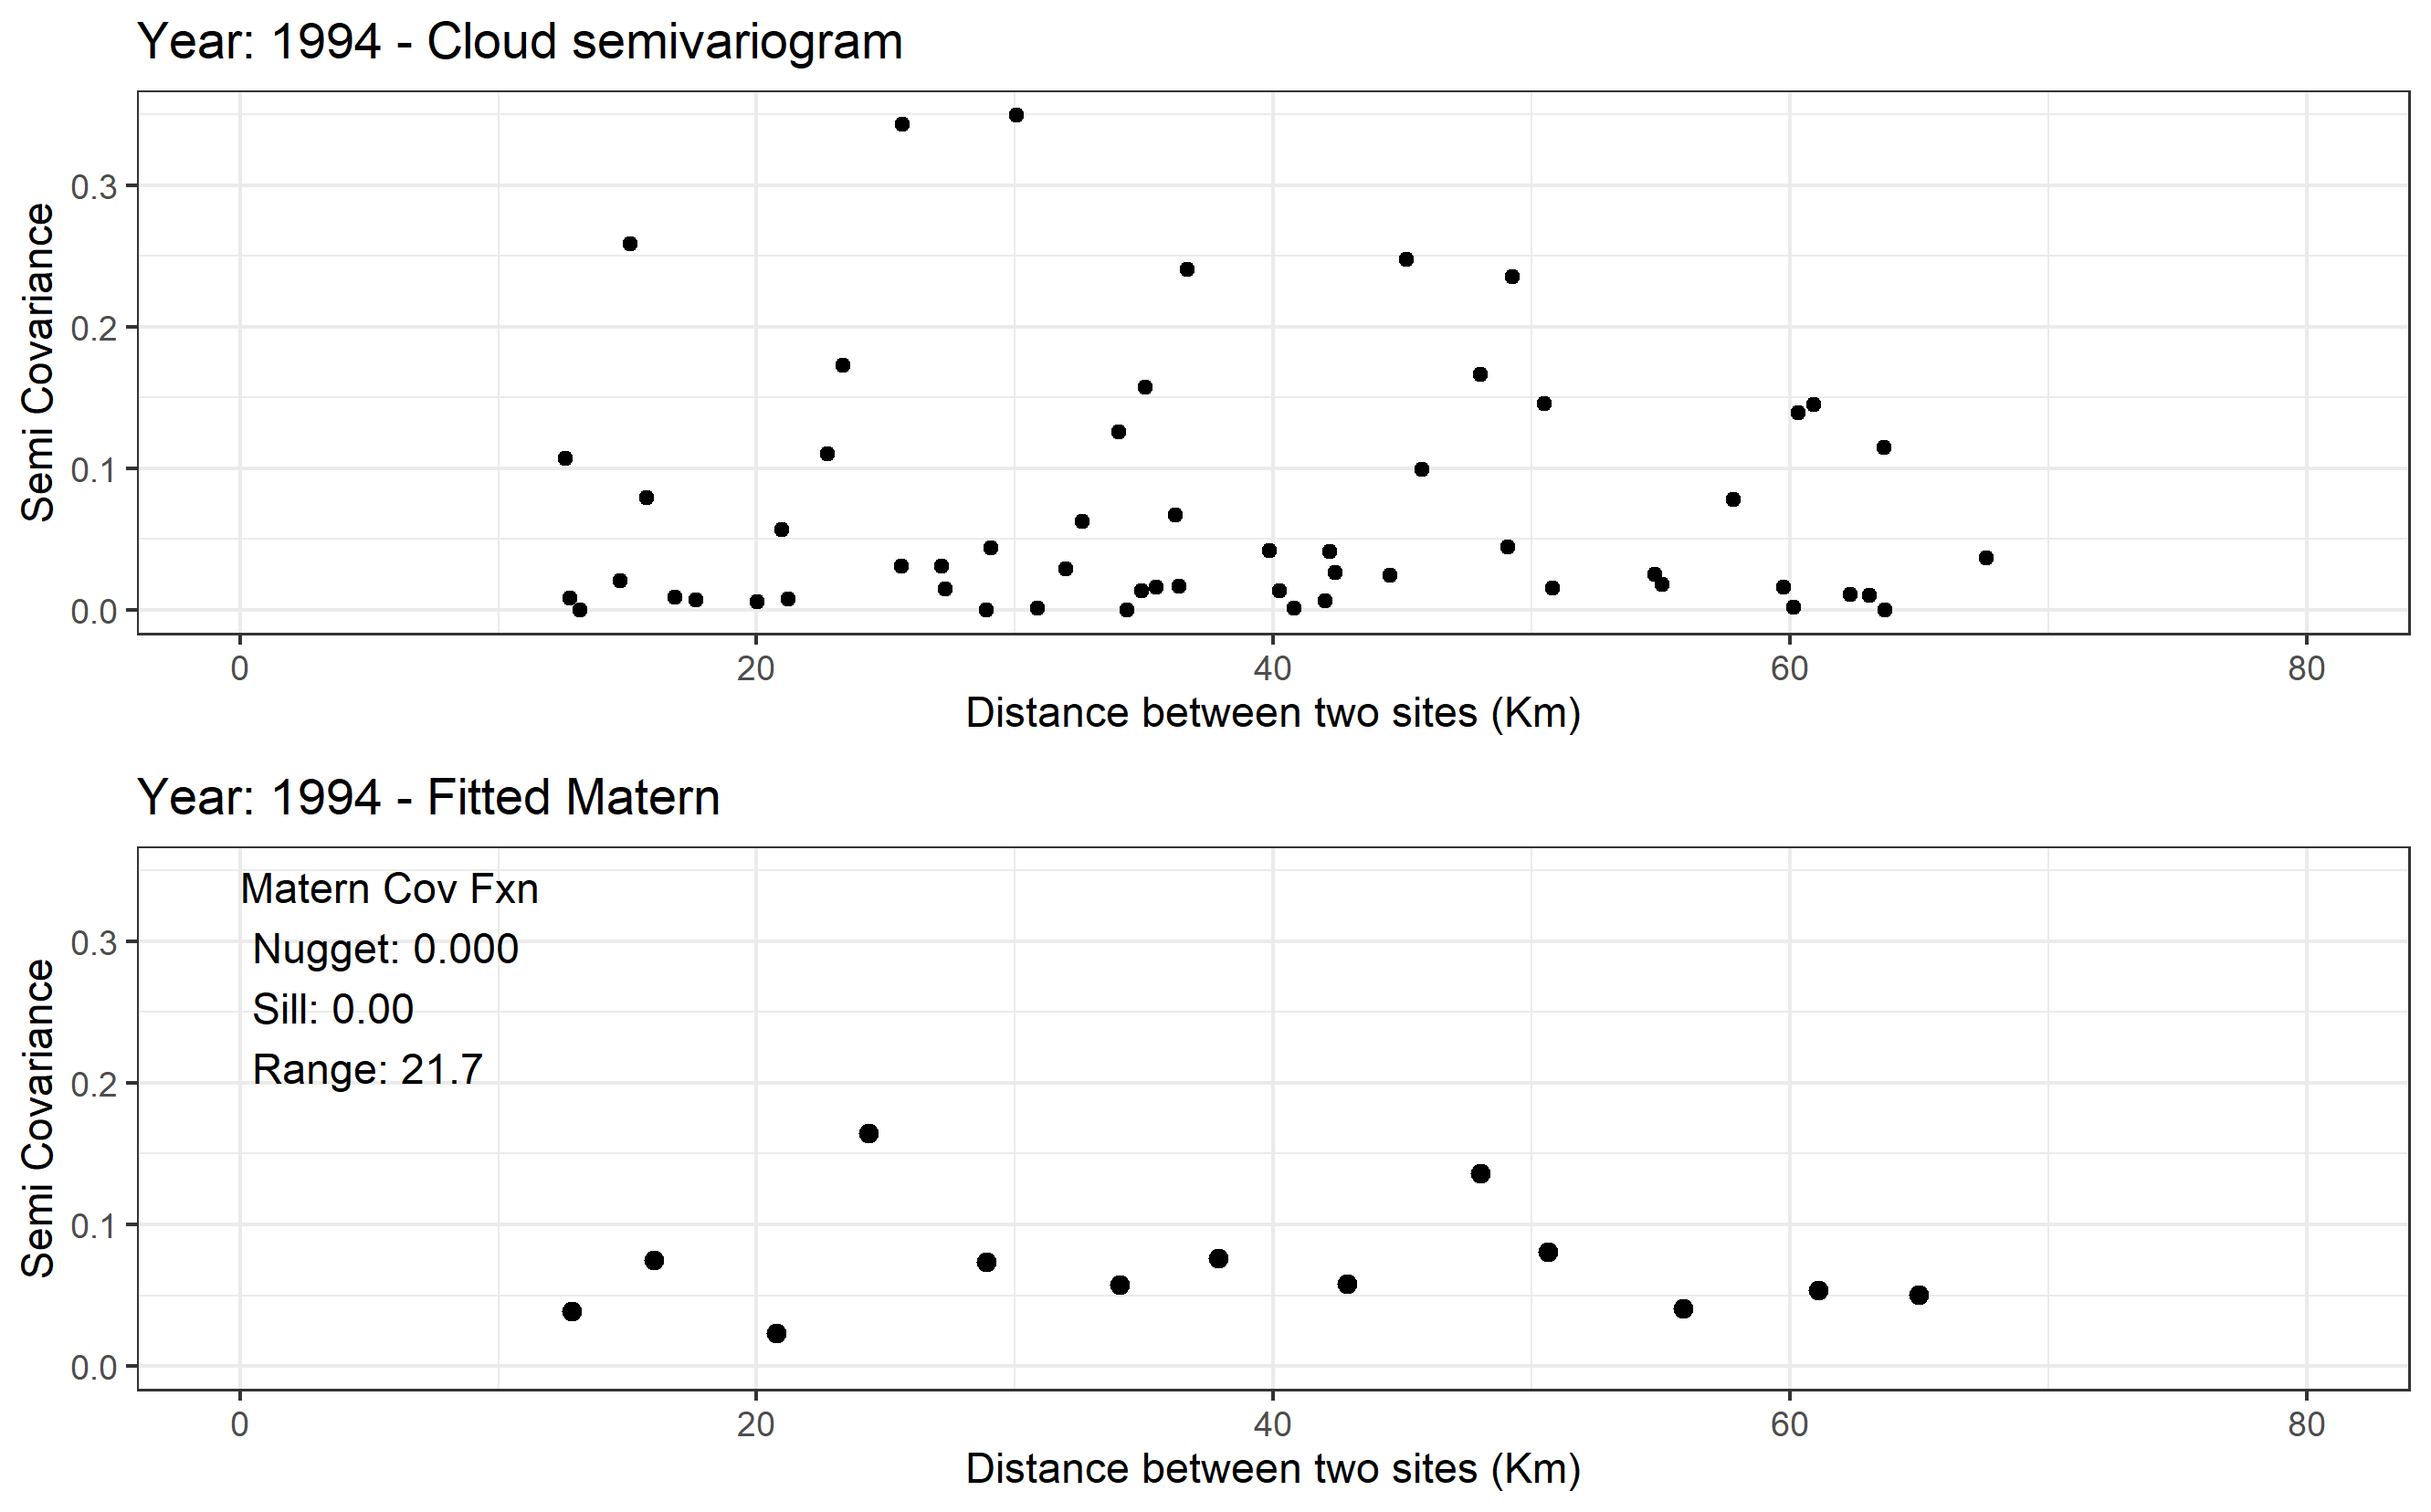 Year: 1994 - Cloud semivariogram
Semi Covariance
0.3
0.2
0.1
0.0
0 20 40 60 80
Distance between two sites (Km)
Year: 1994 - Fitted Matern
Semi Covariance
0.3
0.2
0.1
0.0
Matern Cov Fxn
Nugget: 0.000
Sill: 0.00
Range: 21.7
0 20 40 60 80
Distance between two sites (Km)